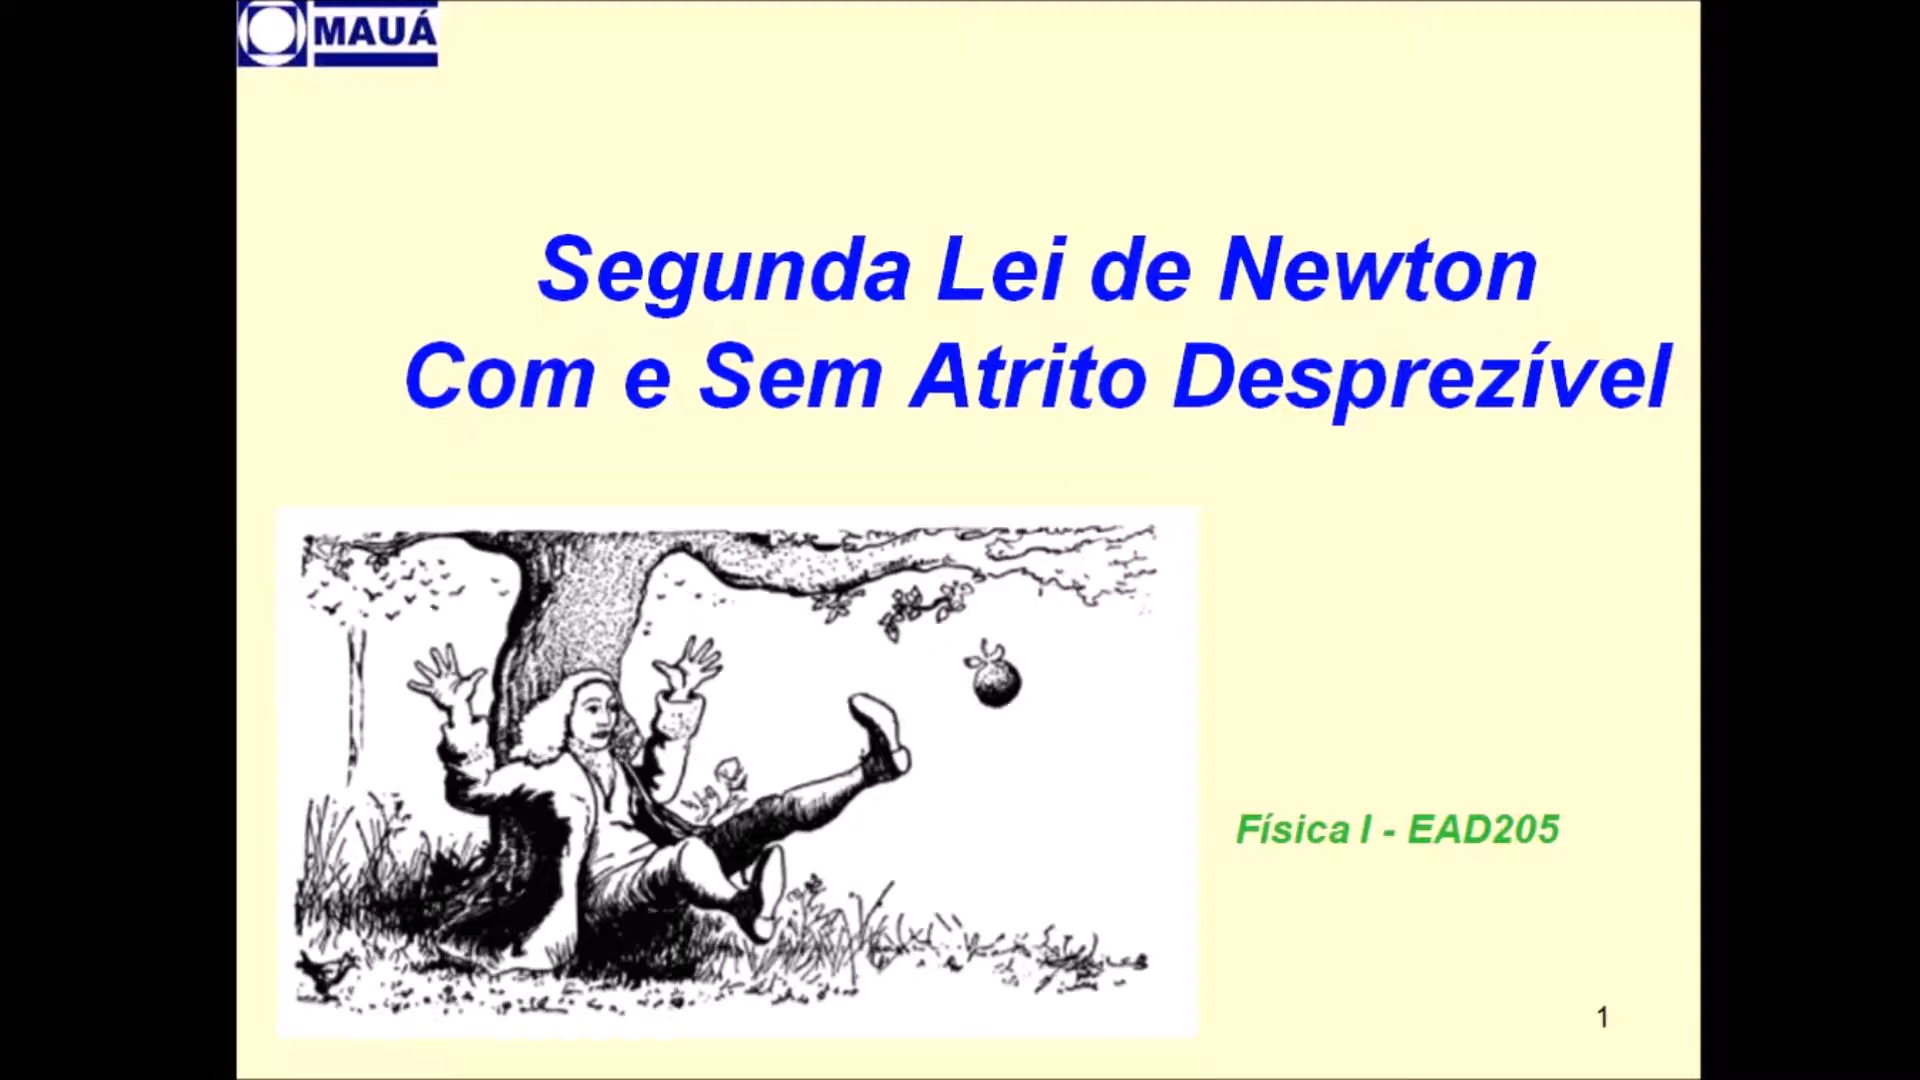 MAUÁ
Segunda Lei de Newton
Com e Sem Atrito Desprezível
Física I - EAD205
1